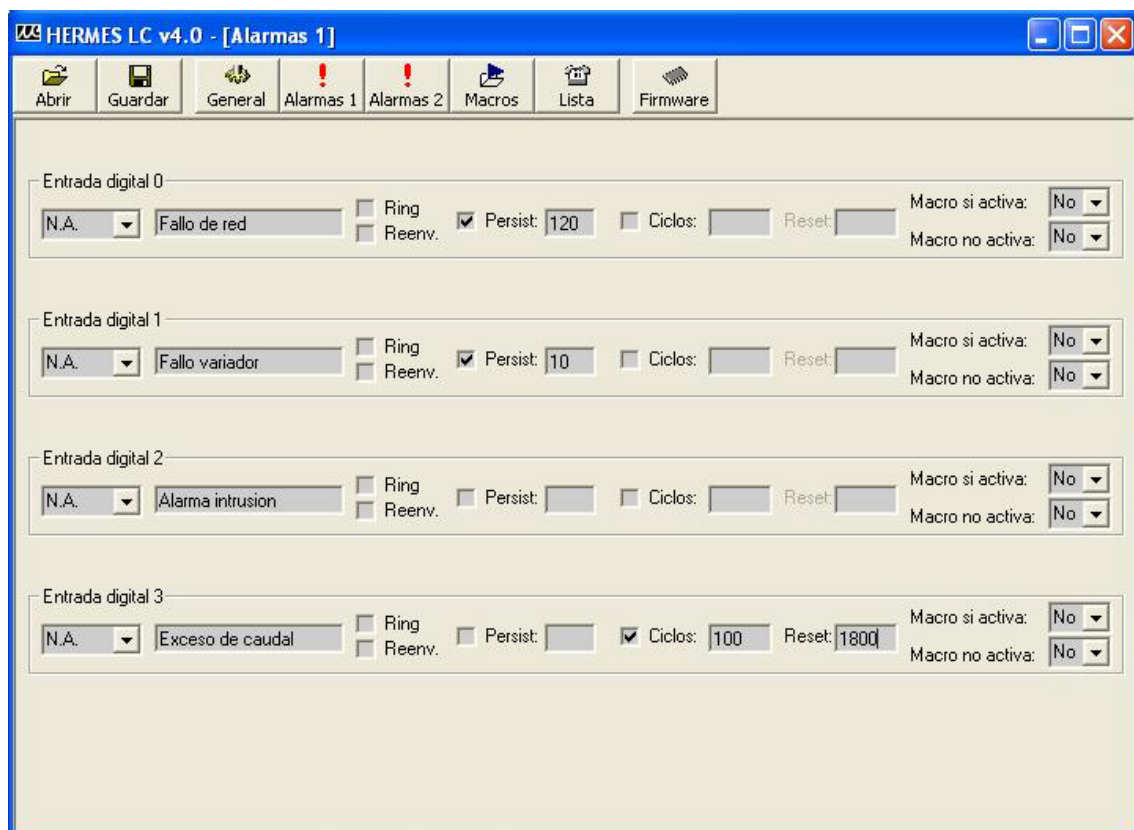 HERMES LC v4.0 - [Alarmas 1]
Abrir Guardar General Alarmas 1 Alarmas 2 Macros Lista Firmware
Entrada digital 0
N.A. Fallo de red Ring Reenv. Persist: 120 Ciclos: Reset: Macro si activa: No
Macro no activa: No
Entrada digital 1
N.A. Fallo variador Ring Reenv. Persist: 10 Ciclos: Reset: Macro si activa: No
Macro no activa: No
Entrada digital 2
N.A. Alarma intrusion Ring Reenv. Persist: Ciclos: Reset: Macro si activa: No
Macro no activa: No
Entrada digital 3
N.A. Exceso de caudal Ring Reenv. Persist: Ciclos: 100 Reset: 1800 Macro si activa: No
Macro no activa: No